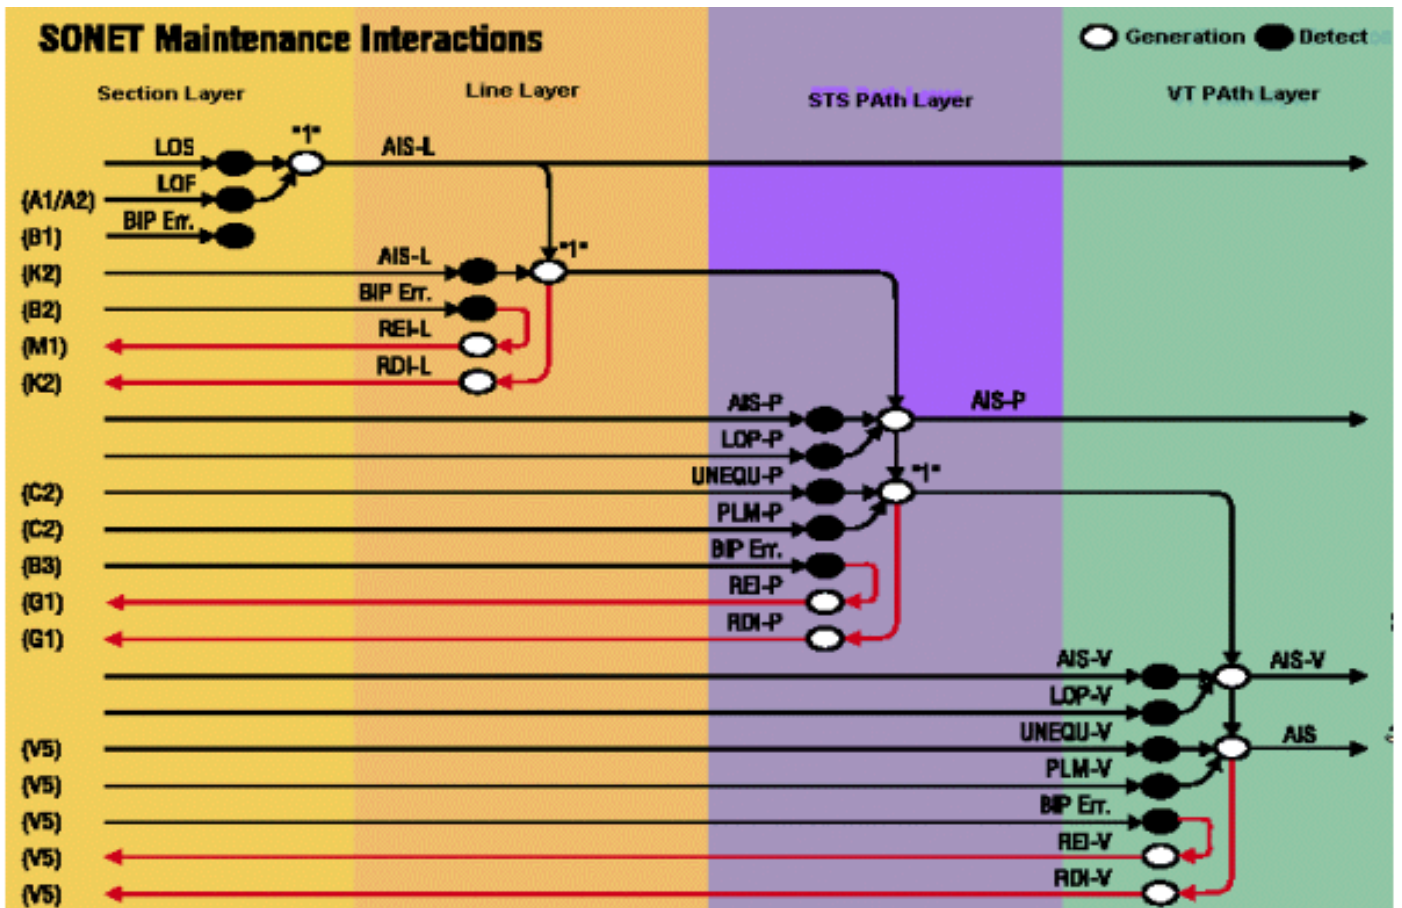 SONET Maintenance Interactions
Generation Detect
Section Layer
Line Layer
STS PAth Layer
VT PAth Layer
LOS "1" AIS-L
(A1/A2) LOF
(B1) BIP Err.
(K2) AIS-L "1"
(B2) BIP Err.
(M1) REI-L
(K2) RDI-L
AIS-P AIS-P
LOP-P
(C2) UNEQU-P "1"
(C2) PLM-P
(B3) BIP Err.
(G1) REI-P
(G1) RDI-P
AIS-V AIS-V
LOP-V
(V5) UNEQU-V AIS
(V5) PLM-V
(V5) BIP Err.
(V5) REI-V
(V5) RDI-V